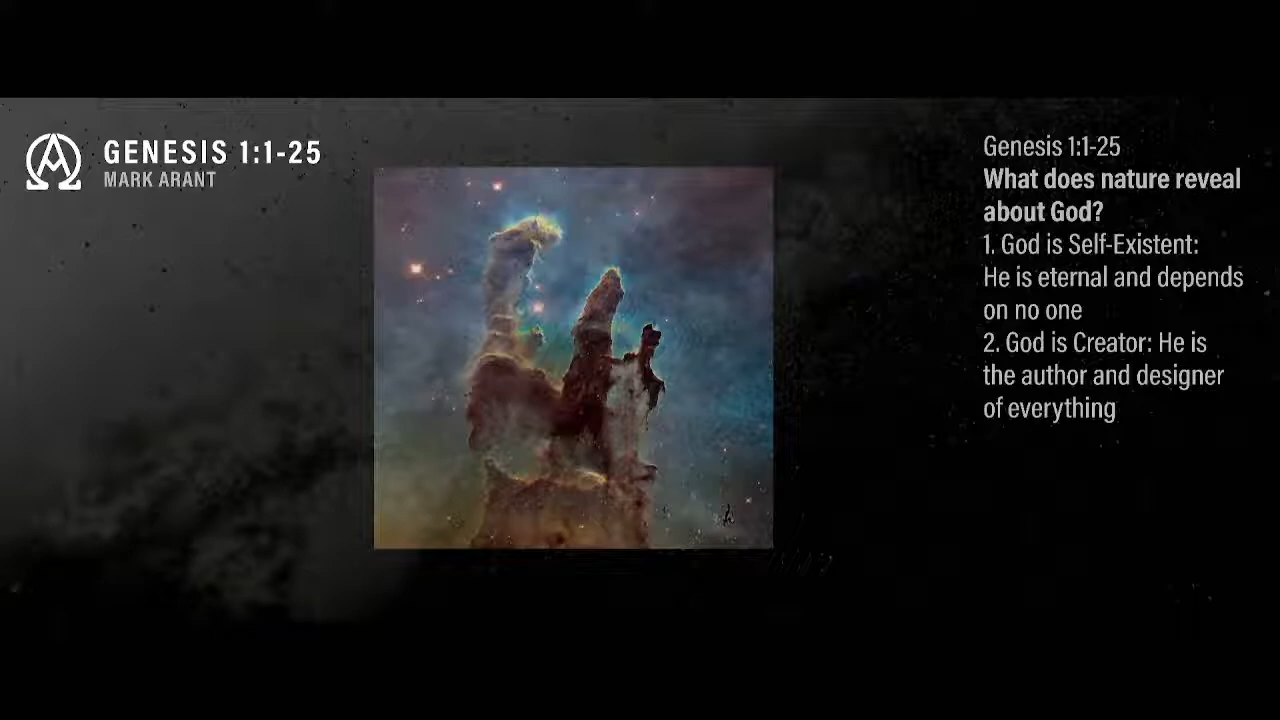 GENESIS 1:1-25
MARK ARANT
Genesis 1:1-25
What does nature reveal
about God?
1. God is Self-Existent:
He is eternal and depends
on no one
2. God is Creator: He is
the author and designer
of everything